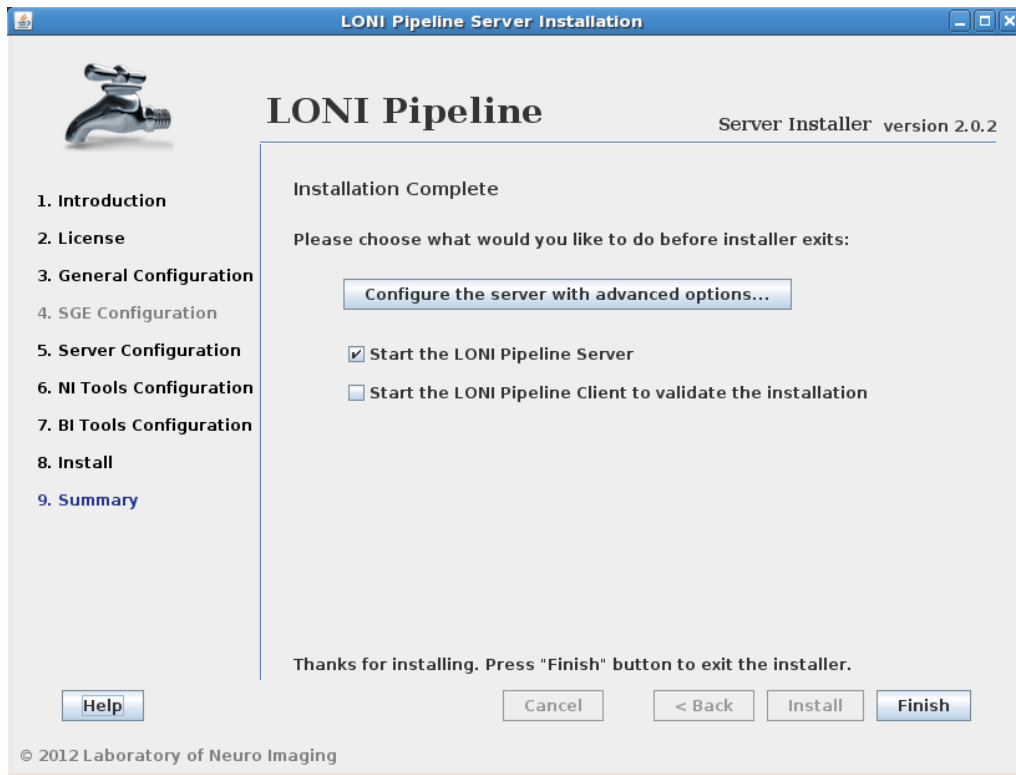 LONI Pipeline Server Installation
LONI Pipeline
Server Installer version 2.0.2
1. Introduction
2. License
3. General Configuration
4. SGE Configuration
5. Server Configuration
6. NI Tools Configuration
7. BI Tools Configuration
8. Install
9. Summary
Installation Complete
Please choose what would you like to do before installer exits:
Configure the server with advanced options...
Start the LONI Pipeline Server
Start the LONI Pipeline Client to validate the installation
Thanks for installing. Press "Finish" button to exit the installer.
Help
Cancel
< Back
Install
Finish
© 2012 Laboratory of Neuro Imaging